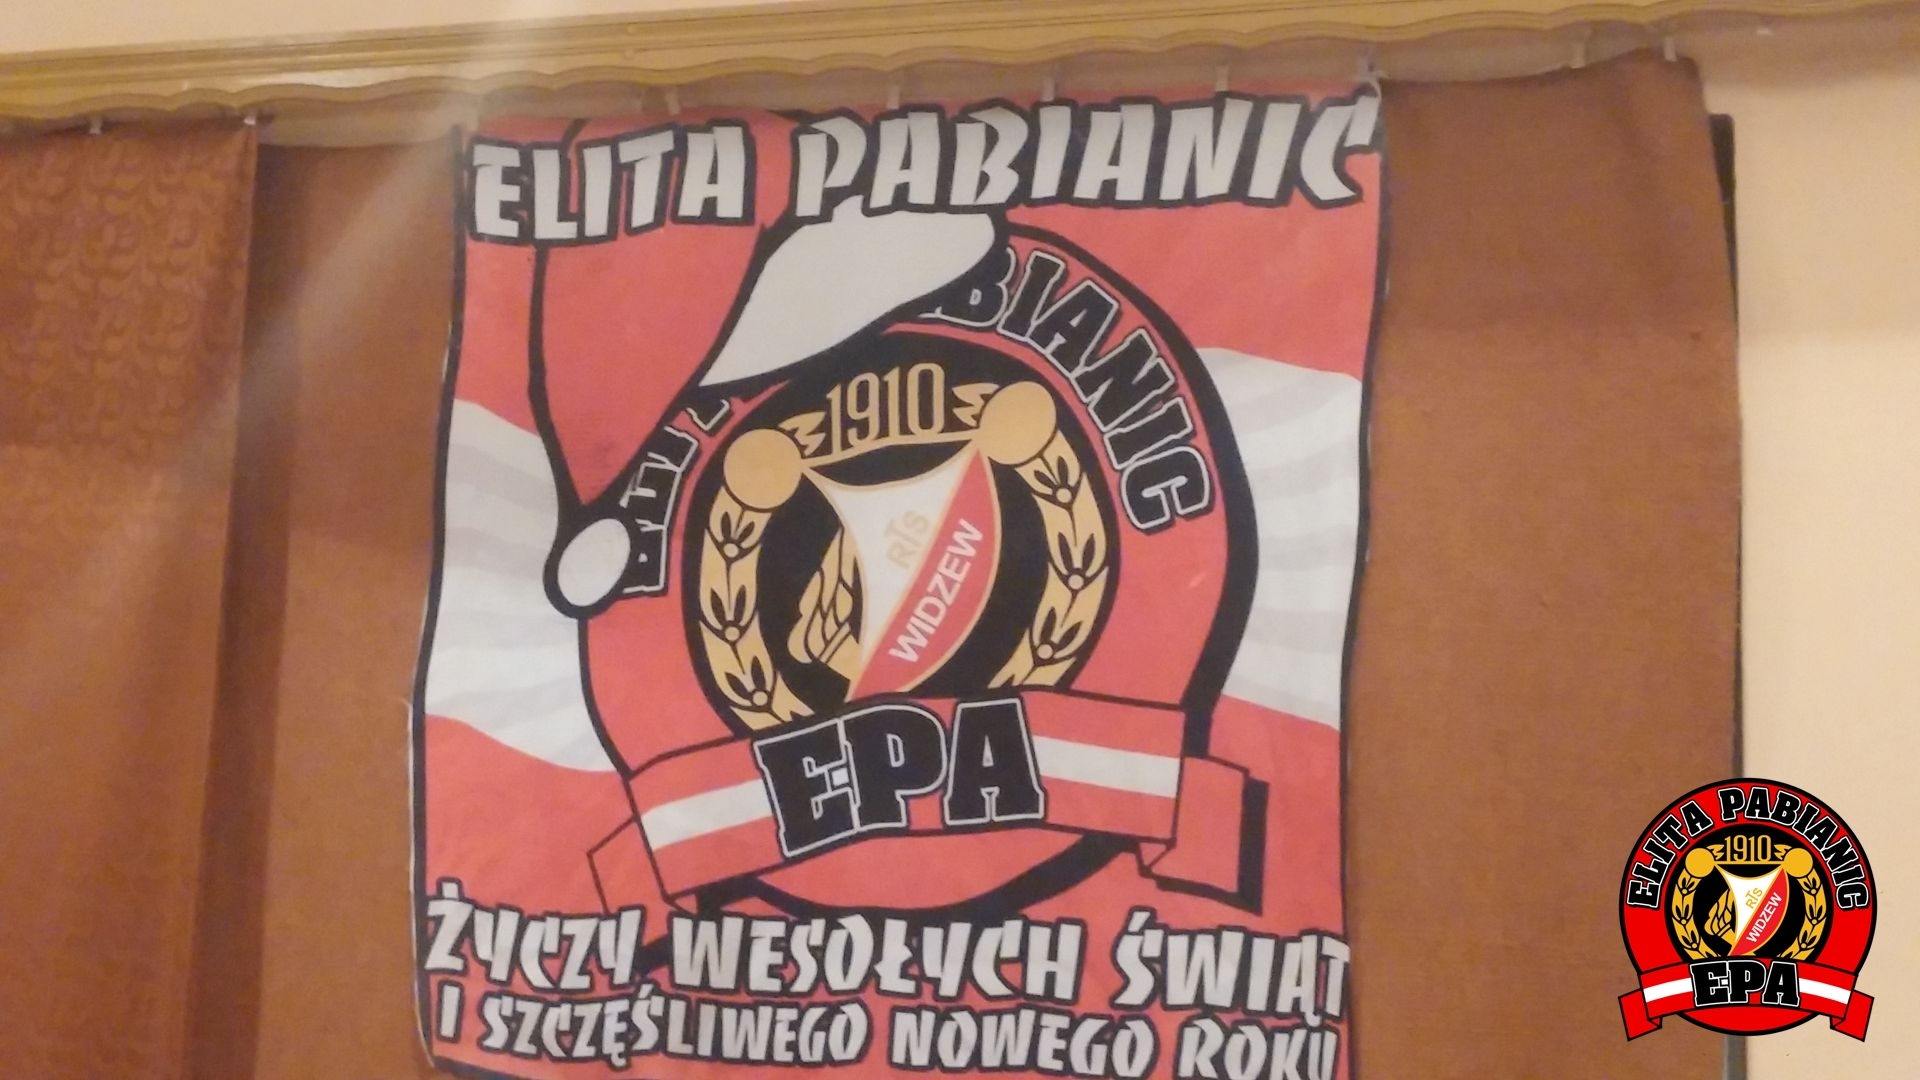 ELITA PABIANIC
BIANIC
1910
RTS
WIDZEW
EPA
ŻYCZY WESOŁYCH ŚWIĄT
I SZCZĘŚLIWEGO NOWEGO ROKU
ELITA PABIANIC
1910
RTS
WIDZEW
EPA